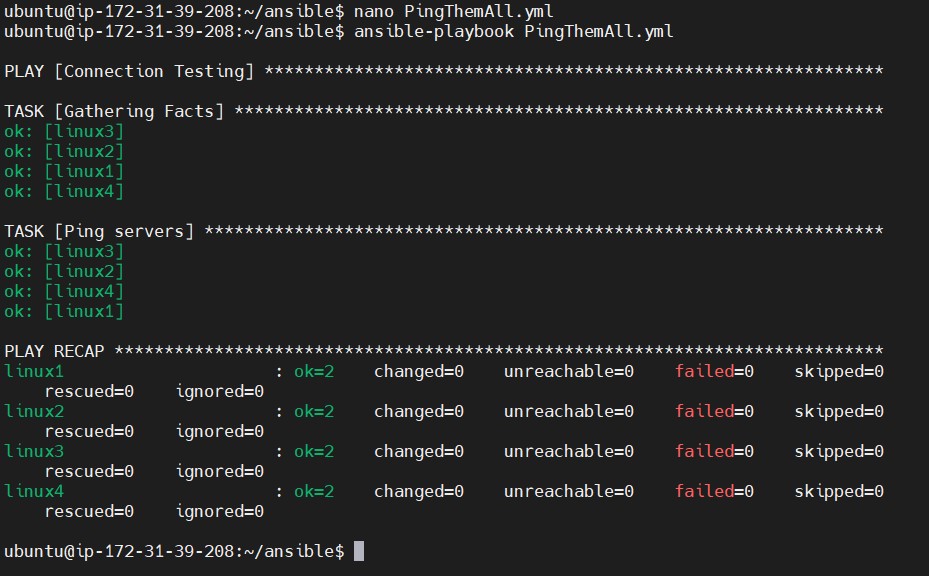 ubuntu@ip-172-31-39-208:~/ansible$ nano PingThemAll.yml
ubuntu@ip-172-31-39-208:~/ansible$ ansible-playbook PingThemAll.yml
PLAY [Connection Testing] **************************************************************
TASK [Gathering Facts] *****************************************************************
ok: [linux3]
ok: [linux2]
ok: [linux1]
ok: [linux4]
TASK [Ping servers] ********************************************************************
ok: [linux3]
ok: [linux2]
ok: [linux4]
ok: [linux1]
PLAY RECAP *****************************************************************************
linux1                     : ok=2    changed=0    unreachable=0    failed=0    skipped=0
    rescued=0    ignored=0
linux2                     : ok=2    changed=0    unreachable=0    failed=0    skipped=0
    rescued=0    ignored=0
linux3                     : ok=2    changed=0    unreachable=0    failed=0    skipped=0
    rescued=0    ignored=0
linux4                     : ok=2    changed=0    unreachable=0    failed=0    skipped=0
    rescued=0    ignored=0
ubuntu@ip-172-31-39-208:~/ansible$